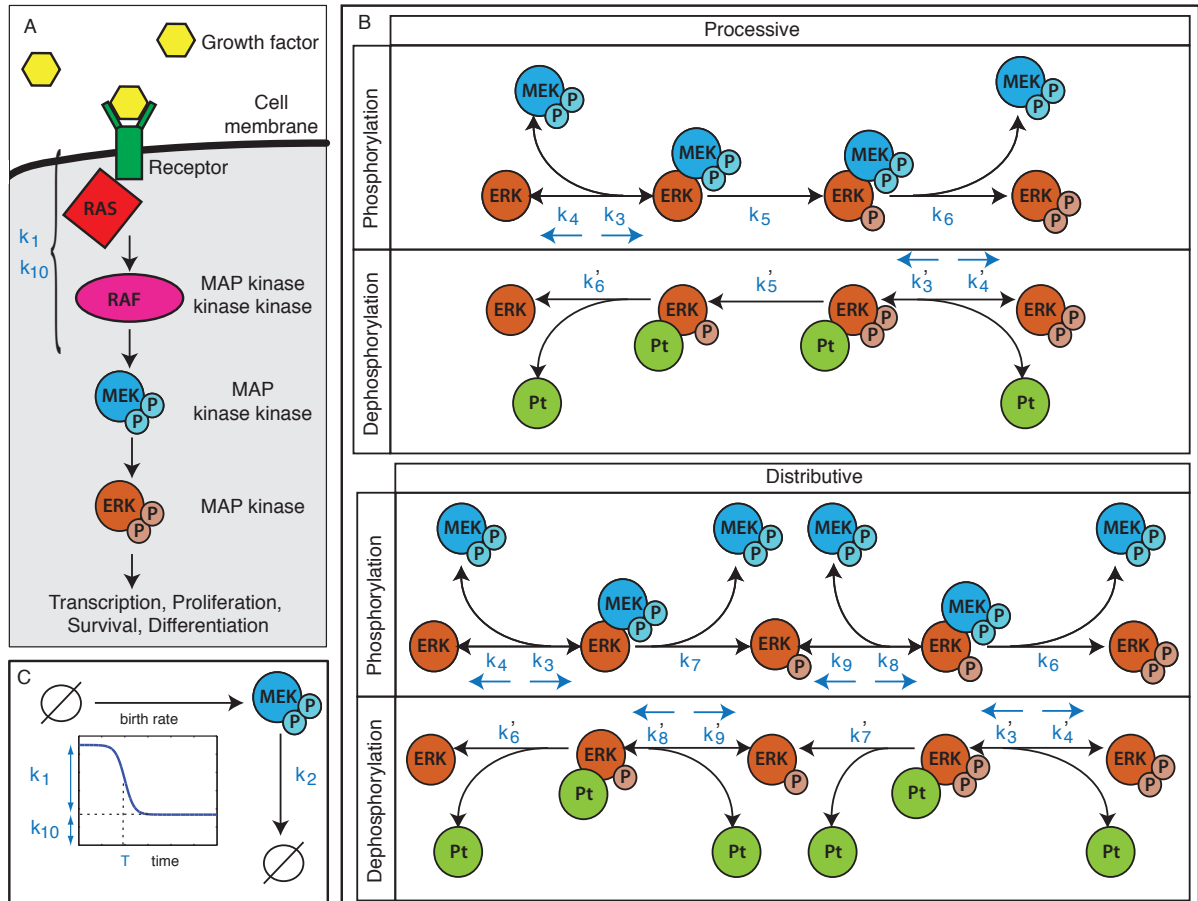 A
Growth factor
Cell
membrane
Receptor
RAS
k1
k10
RAF
MAP kinase
kinase kinase
MEK
P
P
MAP
kinase kinase
ERK
P
P
MAP kinase
Transcription, Proliferation,
Survival, Differentiation
B
Processive
Phosphorylation
MEK P P
MEK P P
MEK P P
MEK P P
ERK
ERK
ERK P
ERK P P
k4 k3 k5 k6
Dephosphorylation
k'6 k'5 k'3 k'4
ERK
ERK P
ERK P P
ERK P P
Pt
Pt
Pt
Pt
Distributive
Phosphorylation
MEK P P
MEK P P
MEK P P
MEK P P
MEK P P
MEK P P
ERK
ERK
ERK P
ERK P
ERK P P
k4 k3 k7 k9 k8 k6
Dephosphorylation
k'6 k'8 k'9 k'7 k'3 k'4
ERK
ERK P
ERK P
ERK P P
ERK P P
Pt
Pt
Pt
Pt
Pt
Pt
C
birth rate
MEK
P
P
k1
k10
k2
T time